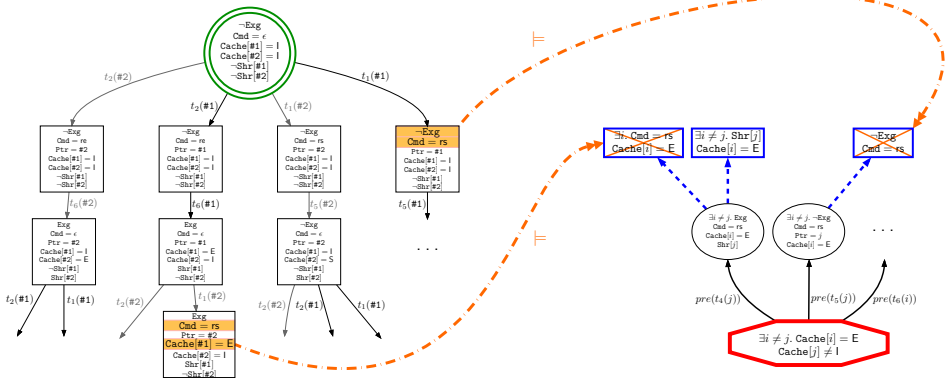 ¬Exg
Cmd = ϵ
Cache[#1] = I
Cache[#2] = I
¬Shr[#1]
¬Shr[#2]
t₂(#2)
t₂(#1)
t₁(#2)
t₁(#1)
¬Exg
Cmd = re
Ptr = #2
Cache[#1] = I
Cache[#2] = I
¬Shr[#1]
¬Shr[#2]
¬Exg
Cmd = re
Ptr = #1
Cache[#1] = I
Cache[#2] = I
¬Shr[#1]
¬Shr[#2]
¬Exg
Cmd = rs
Ptr = #2
Cache[#1] = I
Cache[#2] = I
¬Shr[#1]
¬Shr[#2]
¬Exg
Cmd = rs
Ptr = #1
Cache[#1] = I
Cache[#2] = I
¬Shr[#1]
¬Shr[#2]
t₆(#2)
t₆(#1)
t₅(#2)
t₅(#1)
Exg
Cmd = ϵ
Ptr = #2
Cache[#1] = I
Cache[#2] = E
¬Shr[#1]
Shr[#2]
Exg
Cmd = ϵ
Ptr = #1
Cache[#1] = E
Cache[#2] = I
Shr[#1]
¬Shr[#2]
¬Exg
Cmd = ϵ
Ptr = #2
Cache[#1] = I
Cache[#2] = S
¬Shr[#1]
Shr[#2]
. . .
t₂(#1)
t₁(#1)
t₂(#2)
t₁(#2)
t₂(#2)
t₂(#1)
t₁(#1)
Exg
Cmd = rs
Ptr = #2
Cache[#1] = E
Cache[#2] = I
Shr[#1]
¬Shr[#2]
⊨
⊨
∃i. Cmd = rs
Cache[i] = E
∃i ≠ j. Shr[j]
Cache[i] = E
¬Exg
Cmd = rs
∃i ≠ j. Exg
Cmd = rs
Cache[i] = E
Shr[j]
∃i ≠ j. ¬Exg
Cmd = rs
Ptr = j
Cache[i] = E
. . .
pre(t₄(j))
pre(t₅(j))
pre(t₆(i))
∃i ≠ j. Cache[i] = E
Cache[j] ≠ I